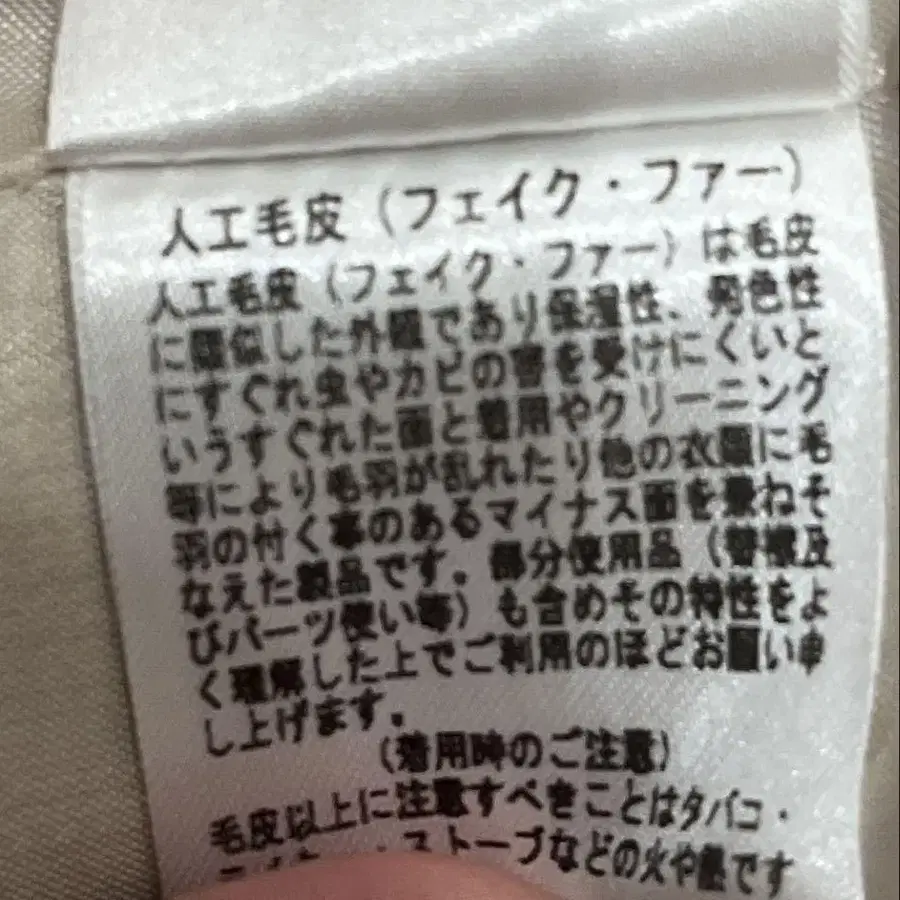 人工毛皮（フェイク・ファー）
人工毛皮（フェイク・ファー）は毛皮
に類似した外観であり保湿性、発色性
にすぐれ虫やカビの害を受けにくいと
いうすぐれた面と着用やクリーニング
等により毛羽が乱れたり他の衣類に毛
羽の付く事のあるマイナス面を兼ねそ
なえた製品です。部分使用品（替襟及
びパーツ使い等）も含めその特性をよ
く理解した上でご利用のほどお願い申
し上げます。
（着用時のご注意）
毛皮以上に注意すべきことはタバコ・
ストーブなどの火や熱です